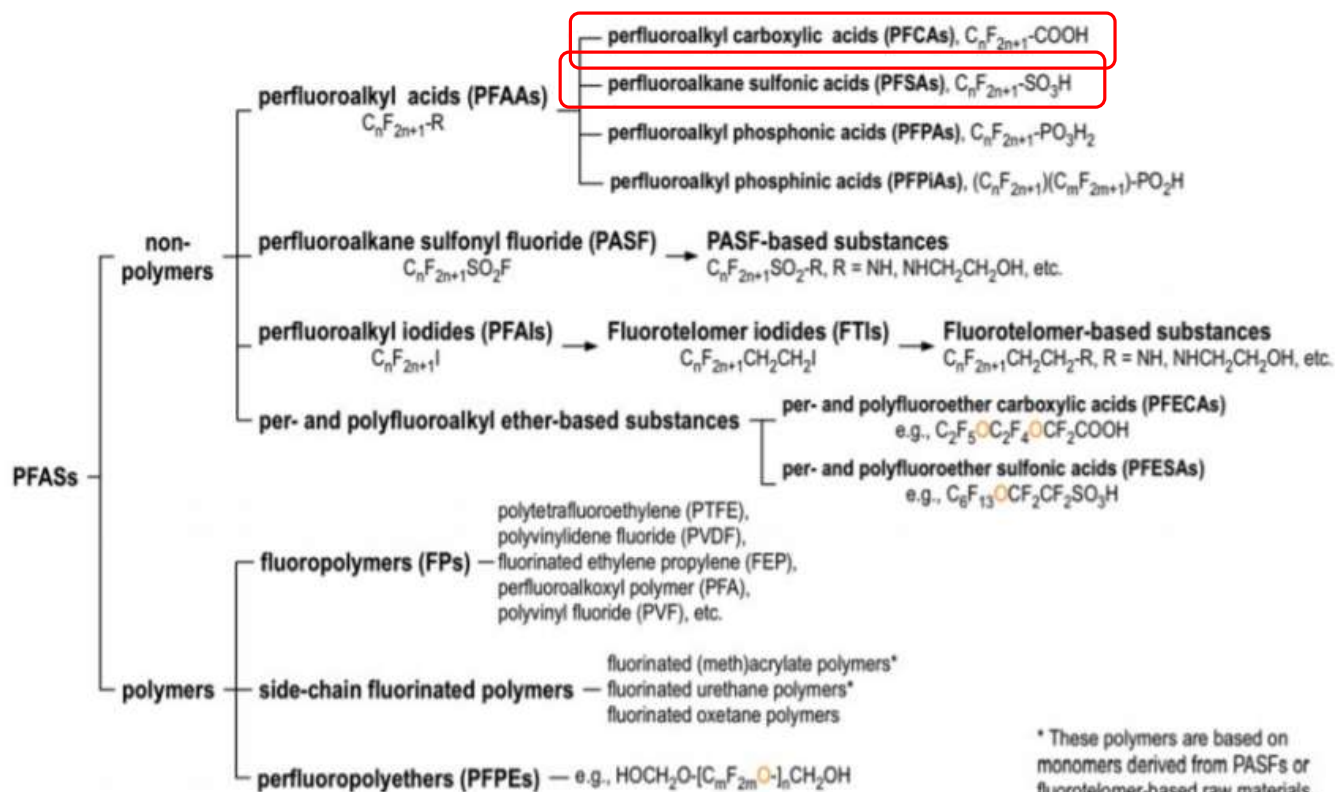 perfluoroalkyl carboxylic acids (PFCAs), CnF2n+1-COOH
perfluoroalkane sulfonic acids (PFSAs), CnF2n+1-SO3H
perfluoroalkyl acids (PFAAs)
CnF2n+1-R
perfluoroalkyl phosphonic acids (PFPAs), CnF2n+1-PO3H2
perfluoroalkyl phosphinic acids (PFPiAs), (CnF2n+1)(CmF2m+1)-PO2H
non-
polymers
perfluoroalkane sulfonyl fluoride (PASF)
CnF2n+1SO2F
PASF-based substances
CnF2n+1SO2-R, R = NH, NHCH2CH2OH, etc.
perfluoroalkyl iodides (PFAIs)
CnF2n+1I
Fluorotelomer iodides (FTIs)
CnF2n+1CH2CH2I
Fluorotelomer-based substances
CnF2n+1CH2CH2-R, R = NH, NHCH2CH2OH, etc.
per- and polyfluoroalkyl ether-based substances
per- and polyfluoroether carboxylic acids (PFECAs)
e.g., C2F5OC2F4OCF2COOH
per- and polyfluoroether sulfonic acids (PFESAs)
e.g., C6F13OCF2CF2SO3H
PFASs
fluoropolymers (FPs)
polytetrafluoroethylene (PTFE),
polyvinylidene fluoride (PVDF),
fluorinated ethylene propylene (FEP),
perfluoroalkoxyl polymer (PFA),
polyvinyl fluoride (PVF), etc.
polymers
side-chain fluorinated polymers
fluorinated (meth)acrylate polymers*
fluorinated urethane polymers*
fluorinated oxetane polymers
perfluoropolyethers (PFPEs)
e.g., HOCH2O-[CmF2mO-]nCH2OH
* These polymers are based on
monomers derived from PASFs or
fluorotelomer-based raw materials